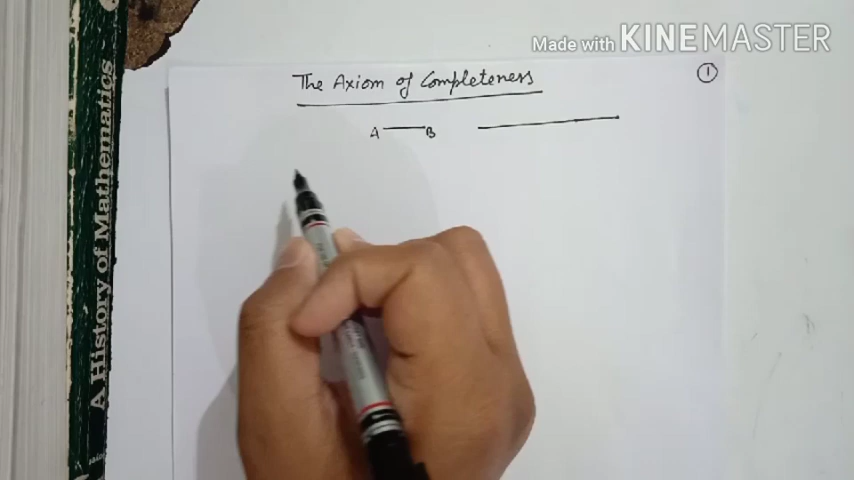 Made with KINEMASTER
The Axiom of Completeness
1
A B
A History of Mathematics